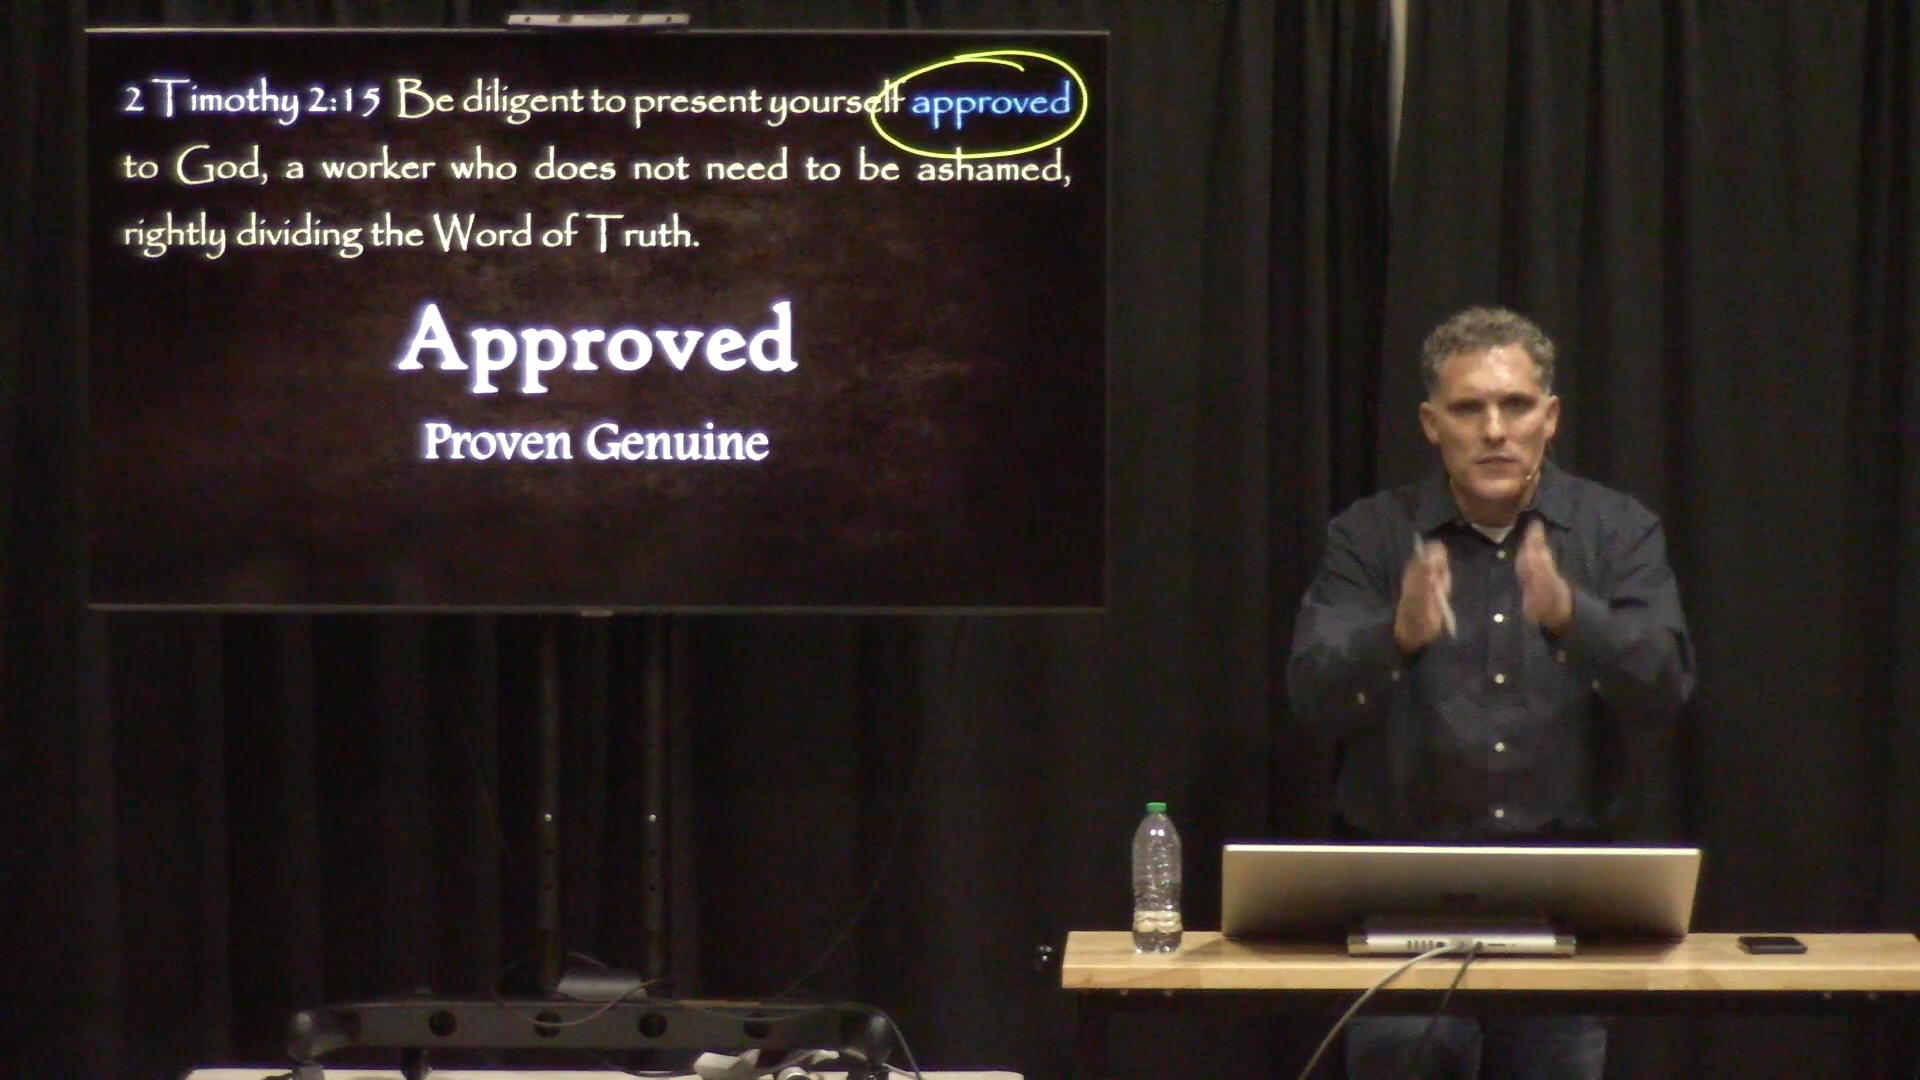 2 Timothy 2:15 Be diligent to present yourself approved
to God, a worker who does not need to be ashamed,
rightly dividing the Word of Truth.
Approved
Proven Genuine